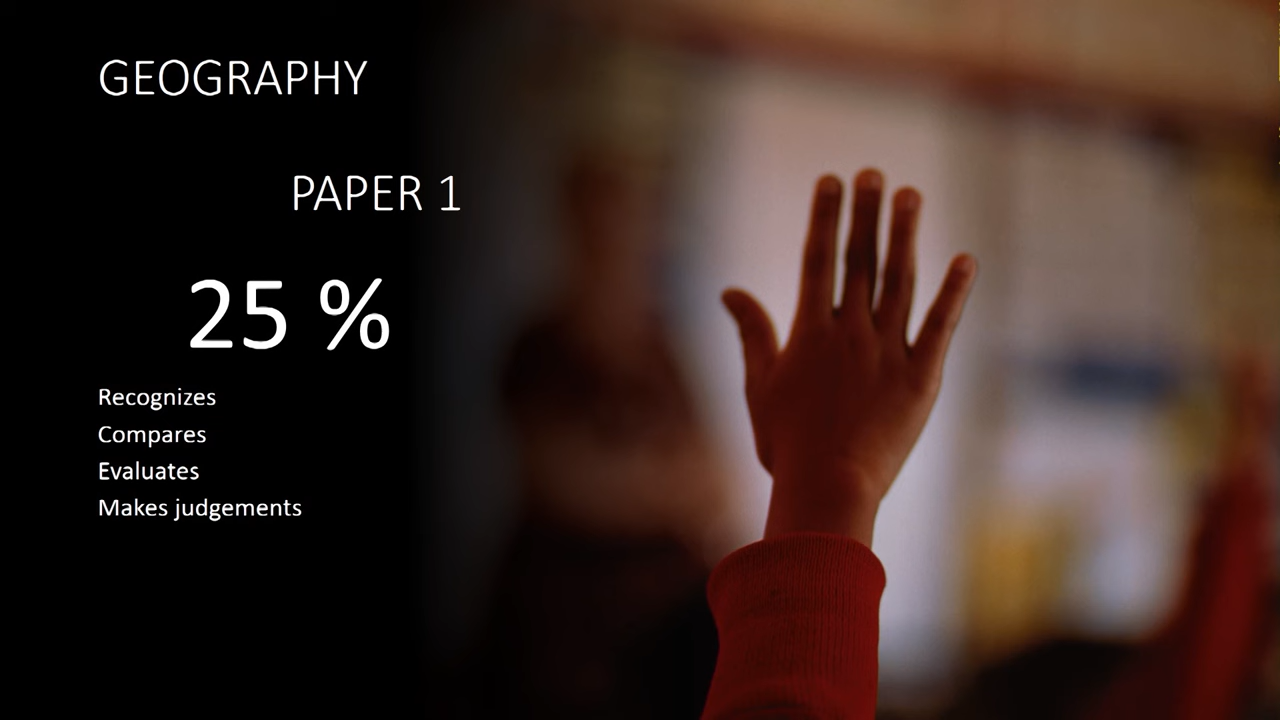 GEOGRAPHY
PAPER 1
25 %
Recognizes
Compares
Evaluates
Makes judgements